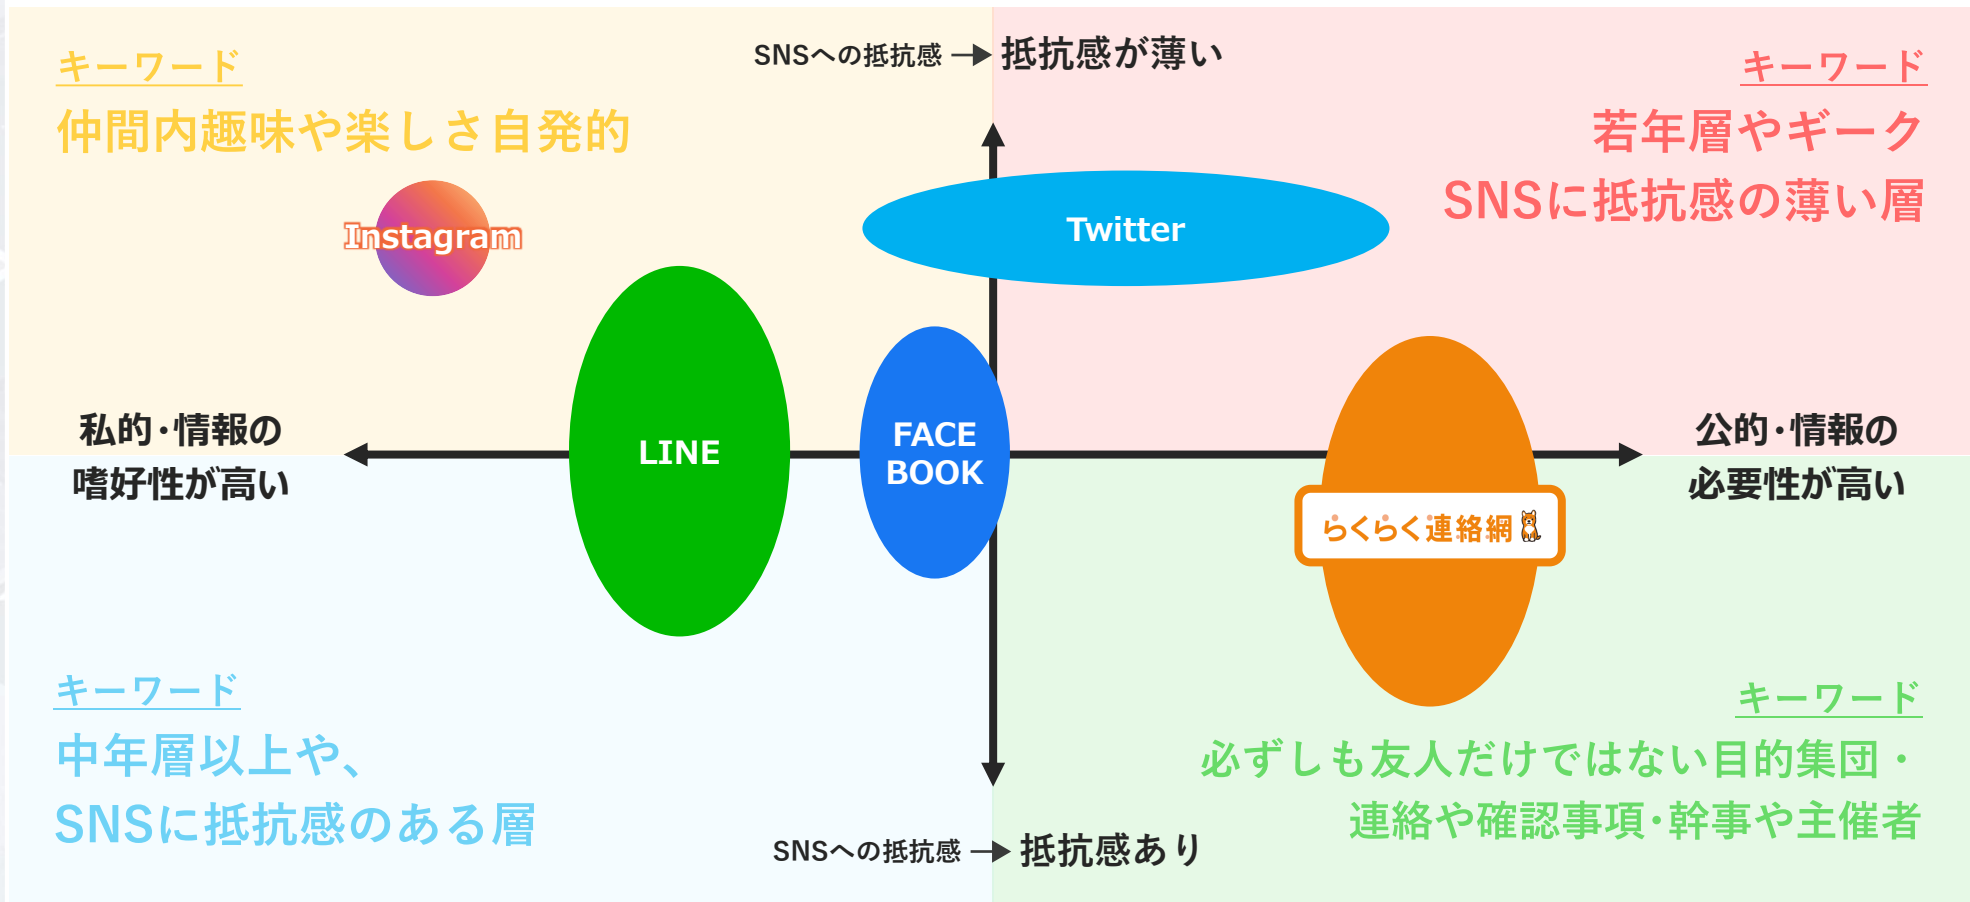 SNSへの抵抗感
抵抗感が薄い
キーワード
仲間内趣味や楽しさ自発的
キーワード
若年層やギーク
SNSに抵抗感の薄い層
Instagram
Twitter
私的・情報の
嗜好性が高い
LINE
FACE
BOOK
らくらく連絡網
公的・情報の
必要性が高い
キーワード
中年層以上や、
SNSに抵抗感のある層
キーワード
必ずしも友人だけではない目的集団・
連絡や確認事項・幹事や主催者
SNSへの抵抗感
抵抗感あり